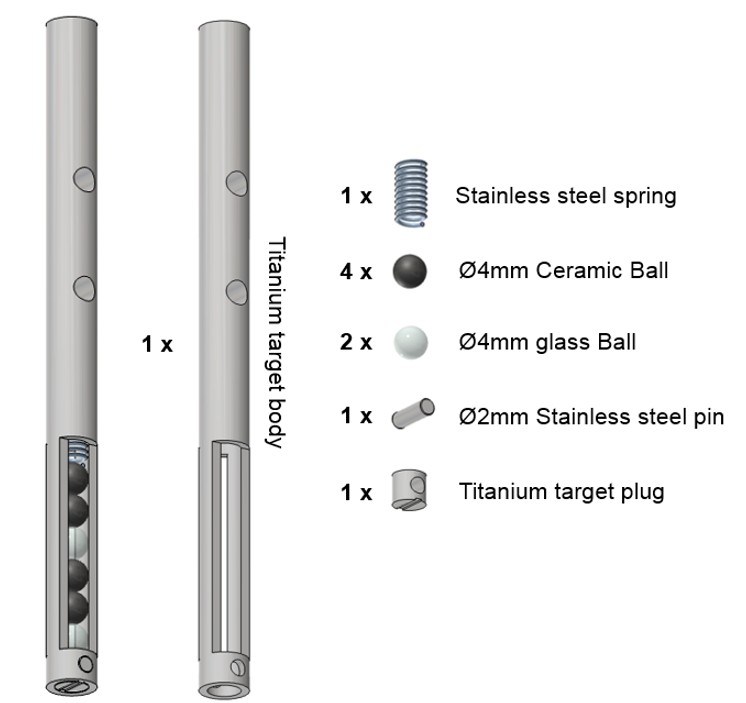 1 x
Titanium target body
1 x Stainless steel spring
4 x Ø4mm Ceramic Ball
2 x Ø4mm glass Ball
1 x Ø2mm Stainless steel pin
1 x Titanium target plug